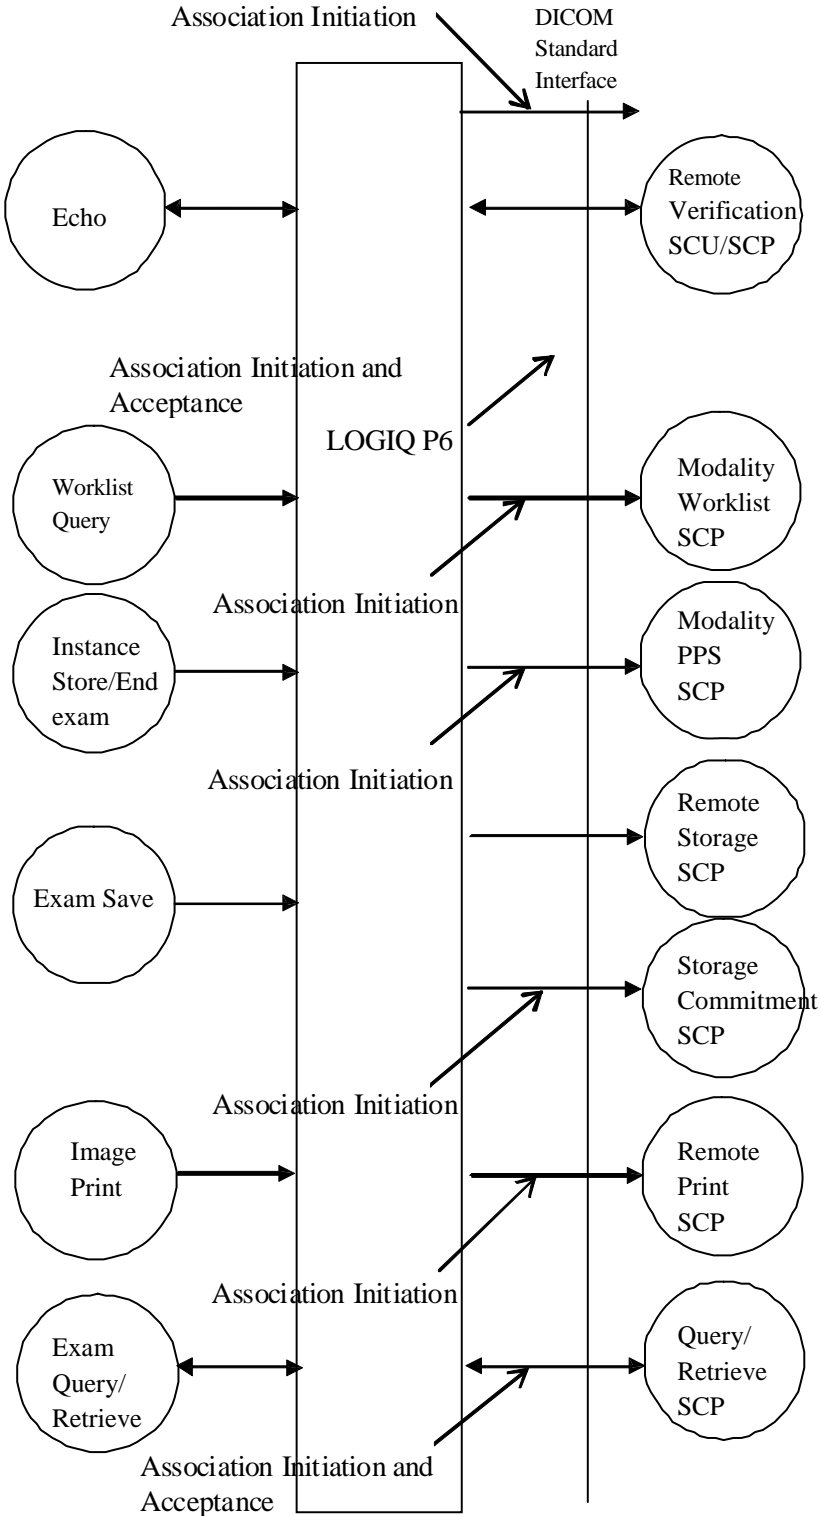 Association Initiation
DICOM
Standard
Interface
Echo
Remote
Verification
SCU/SCP
Association Initiation and
Acceptance
LOGIQ P6
Worklist
Query
Modality
Worklist
SCP
Association Initiation
Instance
Store/End
exam
Modality
PPS
SCP
Association Initiation
Remote
Storage
SCP
Exam Save
Storage
Commitment
SCP
Association Initiation
Image
Print
Remote
Print
SCP
Association Initiation
Exam
Query/
Retrieve
Query/
Retrieve
SCP
Association Initiation and
Acceptance